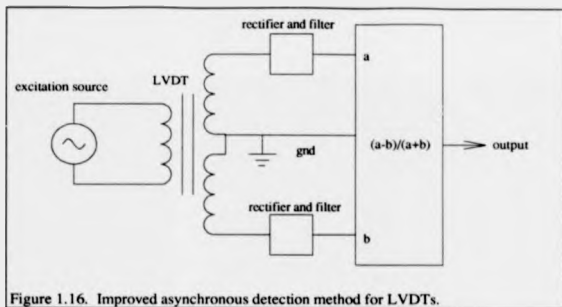 rectifier and filter
a
LVDT
excitation source
gnd
(a-b)/(a+b)
output
rectifier and filter
b
Figure 1.16. Improved asynchronous detection method for LVDTs.